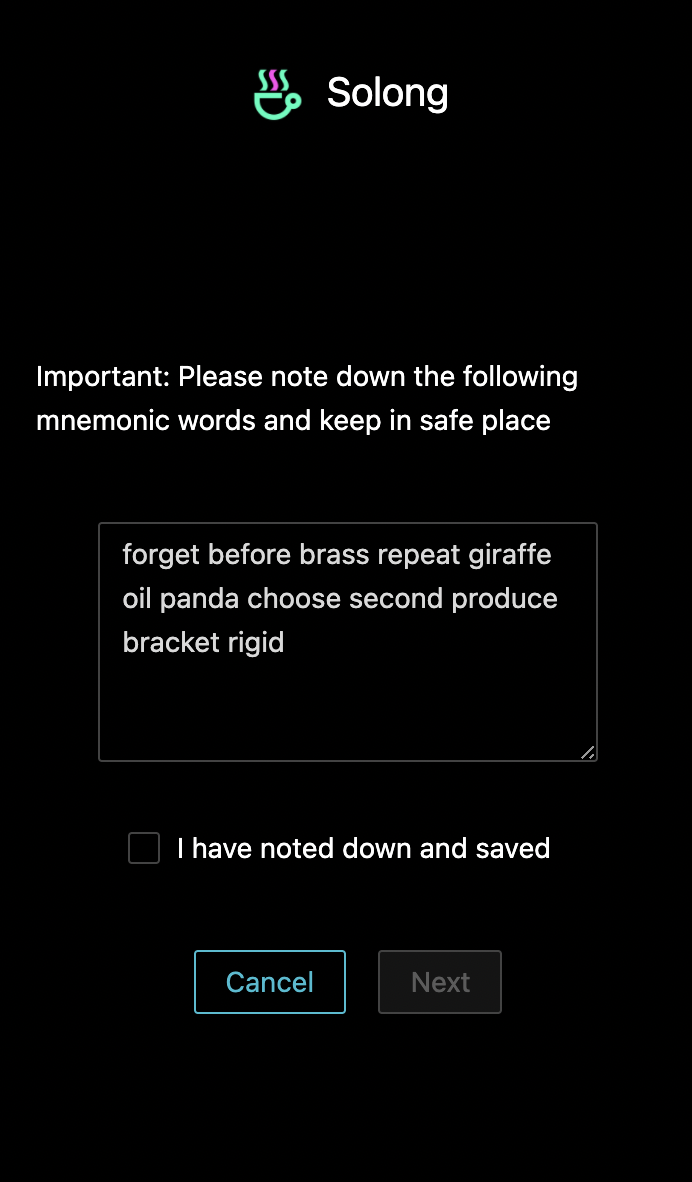 Solong
Important: Please note down the following
mnemonic words and keep in safe place
forget before brass repeat giraffe
oil panda choose second produce
bracket rigid
I have noted down and saved
Cancel
Next